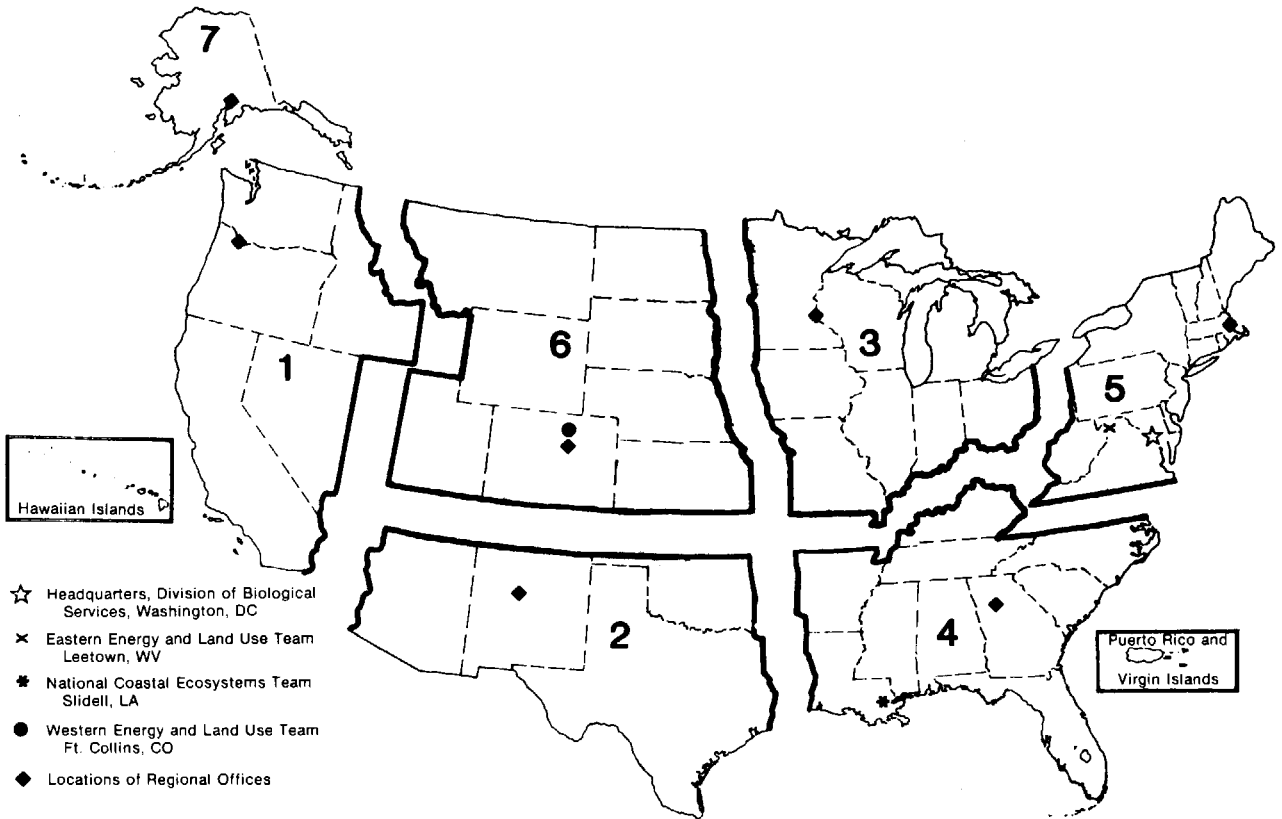 7
6
3
1
5
Hawaiian Islands
2
4
Puerto Rico and
Virgin Islands
Headquarters, Division of Biological
Services, Washington, DC
Eastern Energy and Land Use Team
Leetown, WV
National Coastal Ecosystems Team
Slidell, LA
Western Energy and Land Use Team
Ft. Collins, CO
Locations of Regional Offices